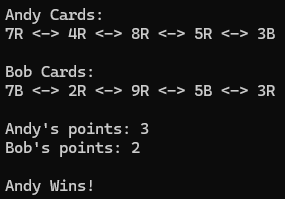 Andy Cards:
7R <-> 4R <-> 8R <-> 5R <-> 3B
Bob Cards:
7B <-> 2R <-> 9R <-> 5B <-> 3R
Andy's points: 3
Bob's points: 2
Andy Wins!